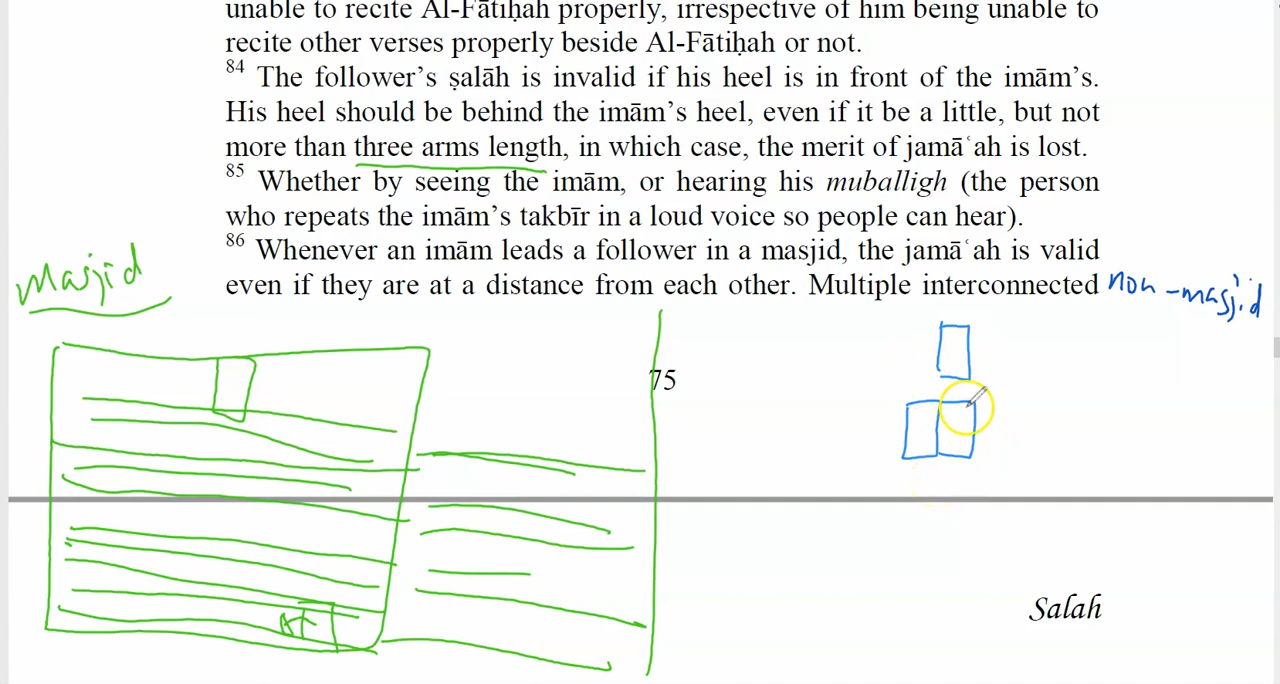 unable to recite Al-Fātiḥah properly, irrespective of him being unable to
recite other verses properly beside Al-Fātiḥah or not.
84 The follower’s ṣalāh is invalid if his heel is in front of the imām’s.
His heel should be behind the imām’s heel, even if it be a little, but not
more than three arms length, in which case, the merit of jamāʿah is lost.
85 Whether by seeing the imām, or hearing his muballigh (the person
who repeats the imām’s takbīr in a loud voice so people can hear).
86 Whenever an imām leads a follower in a masjid, the jamāʿah is valid
even if they are at a distance from each other. Multiple interconnected
Masjid
non-masjid
75
Salah